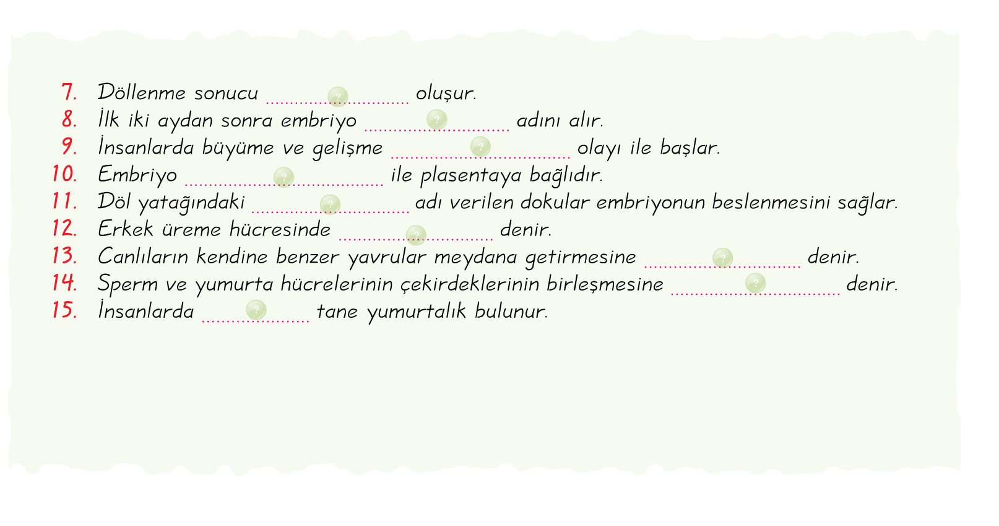 7. Döllenme sonucu ........ ? ........ oluşur.
8. İlk iki aydan sonra embriyo ........ ? ........ adını alır.
9. İnsanlarda büyüme ve gelişme ........ ? ........ olayı ile başlar.
10. Embriyo ........ ? ........ ile plasentaya bağlıdır.
11. Döl yatağındaki ........ ? ........ adı verilen dokular embriyonun beslenmesini sağlar.
12. Erkek üreme hücresinde ........ ? ........ denir.
13. Canlıların kendine benzer yavrular meydana getirmesine ........ ? ........ denir.
14. Sperm ve yumurta hücrelerinin çekirdeklerinin birleşmesine ........ ? ........ denir.
15. İnsanlarda ........ ? ........ tane yumurtalık bulunur.